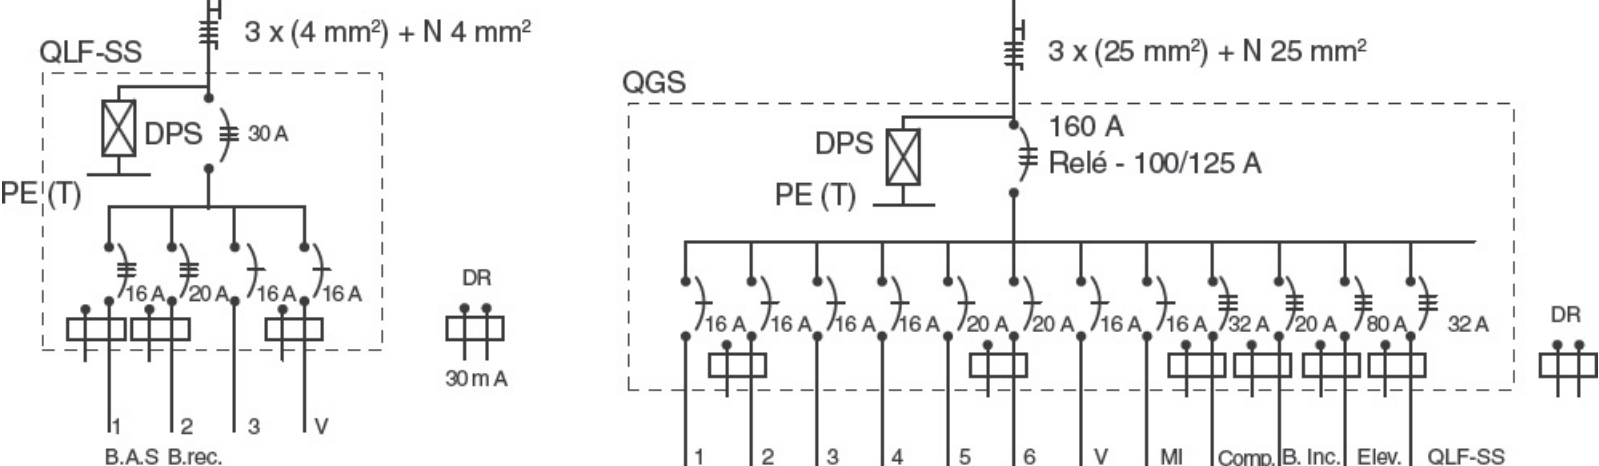 3 x (4 mm²) + N 4 mm²
QLF-SS
DPS
30 A
PE (T)
16 A 20 A 16 A 16 A
DR
30 m A
1 2 3 V
B.A.S B.rec.
3 x (25 mm²) + N 25 mm²
QGS
160 A
DPS
Relé - 100/125 A
PE (T)
16 A 16 A 16 A 16 A 20 A 20 A 16 A 16 A 32 A 20 A 80 A 32 A
DR
1 2 3 4 5 6 V MI Comp. B. Inc. Elev. QLF-SS